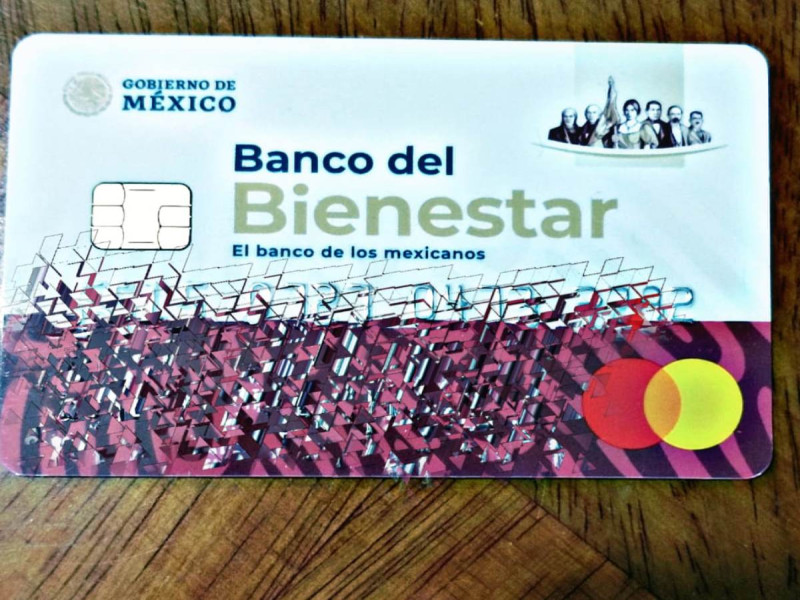 GOBIERNO DE
MÉXICO
Banco del
Bienestar
El banco de los mexicanos